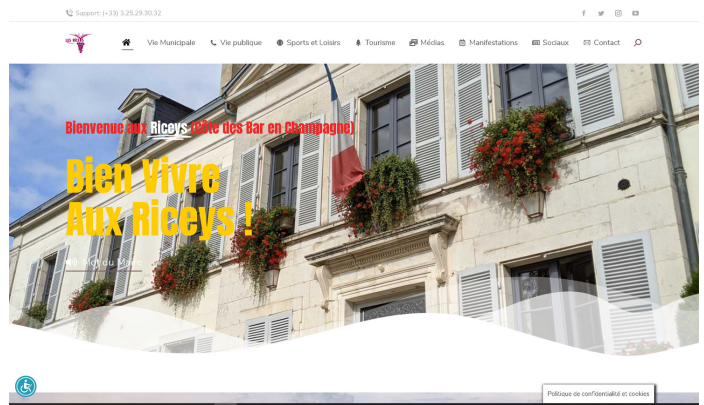 Support: (+33) 3.25.29.30.32
LES RICEYS
Vie Municipale Vie publique Sports et Loisirs Tourisme Médias Manifestations Sociaux Contact
Bienvenue aux Riceys (Côte des Bar en Champagne)
Bien Vivre
Aux Riceys !
Mot du Maire
Politique de confidentialité et cookies